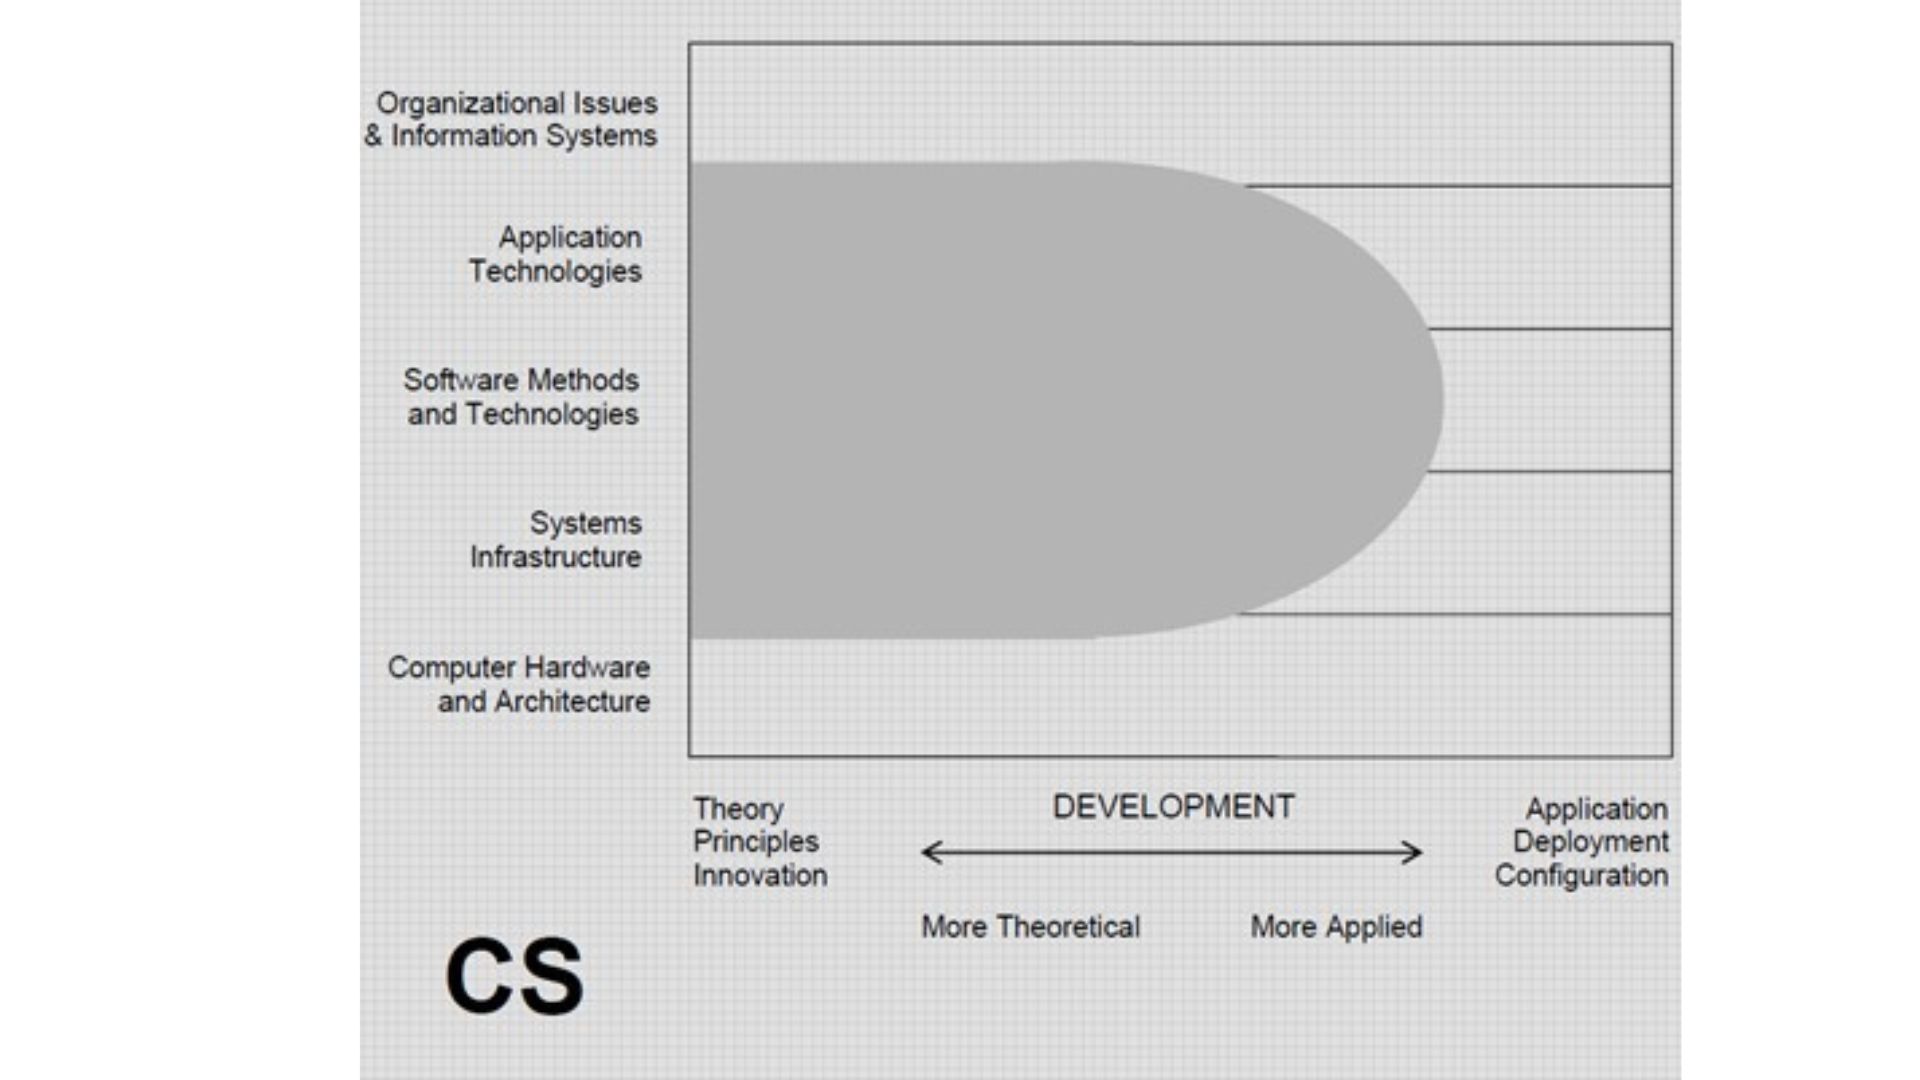 Organizational Issues
& Information Systems
Application
Technologies
Software Methods
and Technologies
Systems
Infrastructure
Computer Hardware
and Architecture
Theory
Principles
Innovation
DEVELOPMENT
Application
Deployment
Configuration
More Theoretical
More Applied
CS